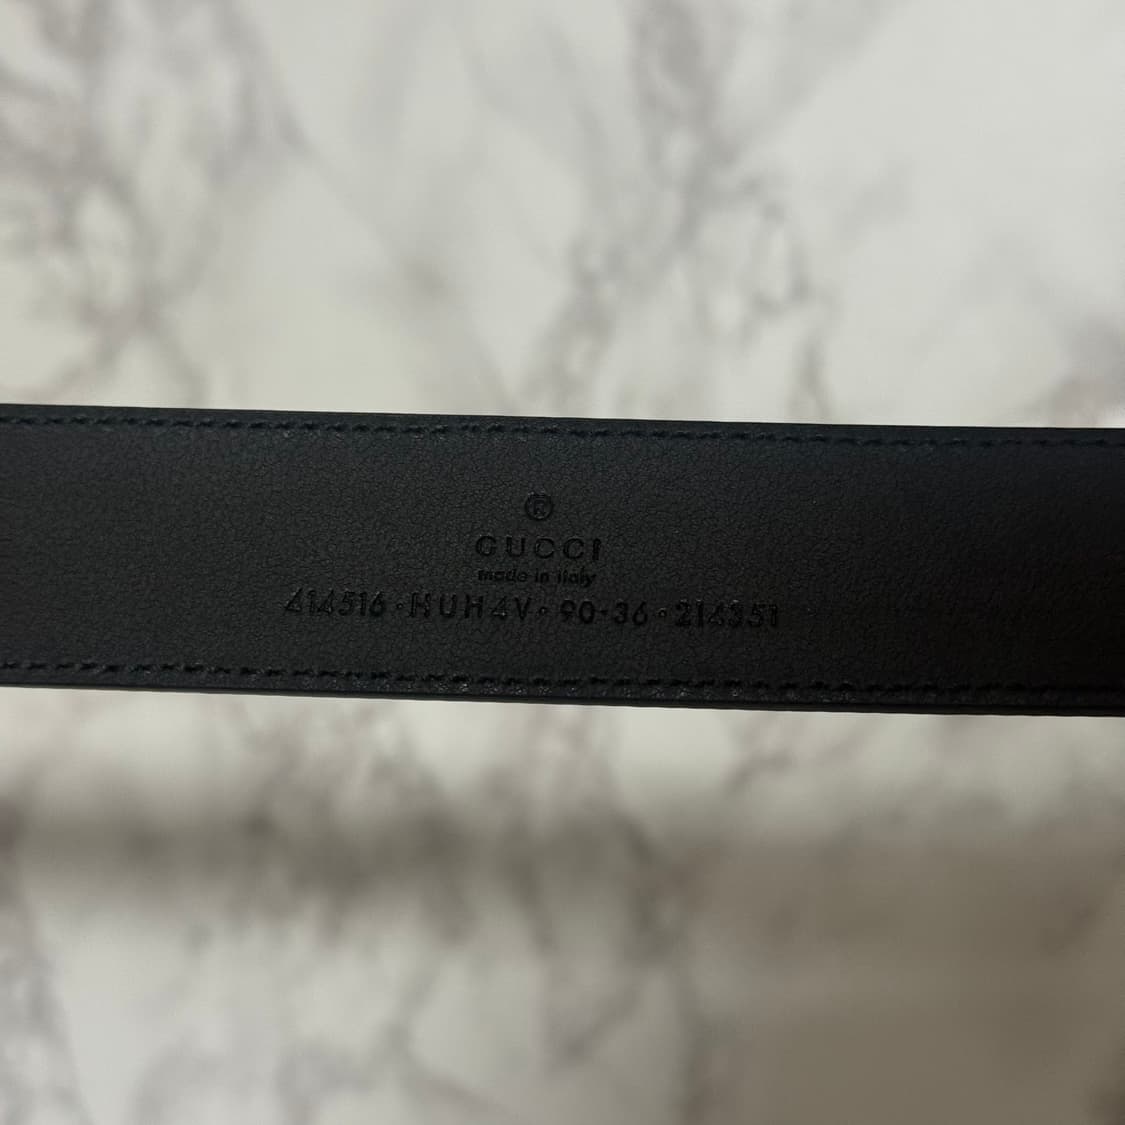 ®
GUCCI
made in italy
414516 · HUH4V · 90-36 · 214351